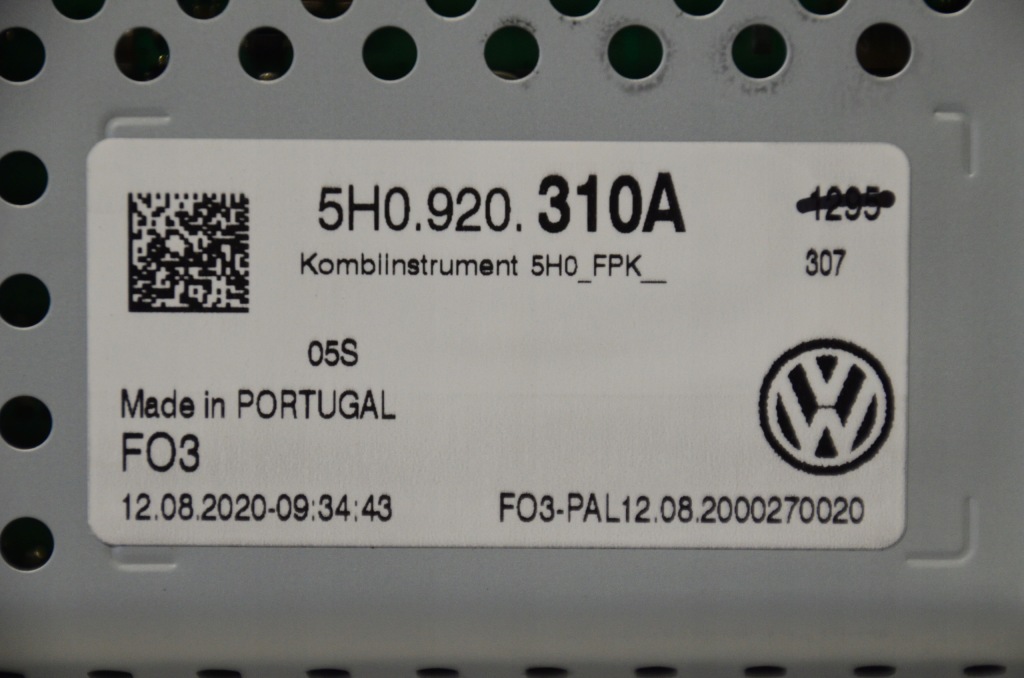 5H0.920. 310A
1295
Kombiinstrument 5H0_FPK__
307
05S
Made in PORTUGAL
FO3
12.08.2020-09:34:43
FO3-PAL12.08.2000270020